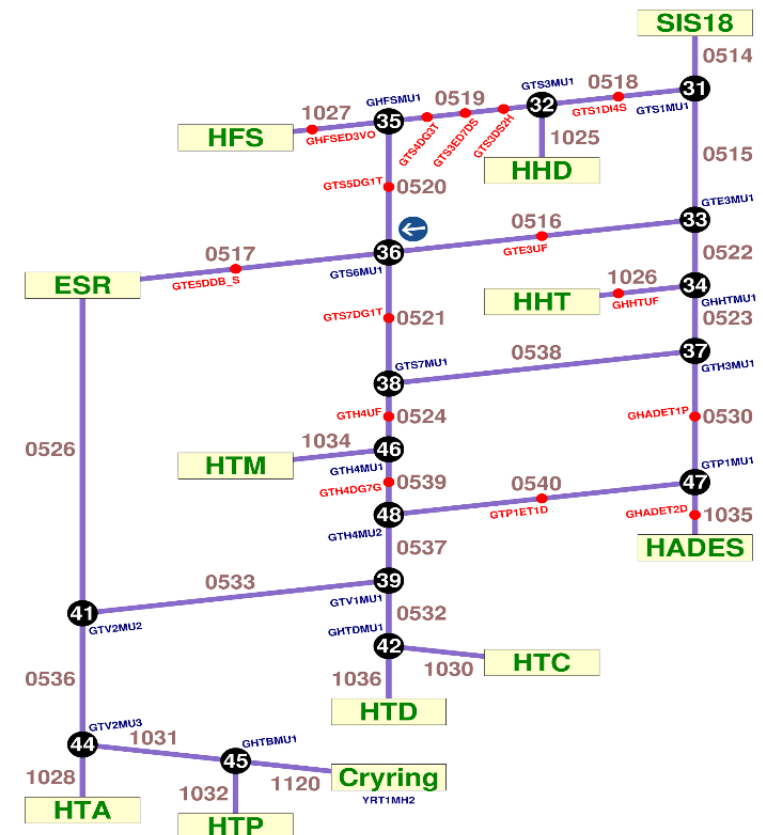 SIS18
0514
31
GTS1MU1
0518
GTS1DI4S
GTS3MU1
32
0519
GTS4DG3T
GTS3ED7DS
GTS3DS2H
GHFSMU1
35
1027
GHFSED3VO
HFS
1025
HHD
0515
GTS5DG1T
0520
GTE3MU1
33
0516
GTE3UF
36
GTS6MU1
0517
GTE5DDB_S
ESR
0522
34
GHHTMU1
1026
GHHTUF
HHT
0523
GTS7DG1T
0521
37
GTH3MU1
0538
GTS7MU1
38
GTH4UF
0524
GHADET1P
0530
0526
1034
HTM
46
GTH4MU1
GTH4DG7G
0539
GTP1MU1
47
0540
GTP1ET1D
48
GTH4MU2
GHADET2D
1035
HADES
0537
39
GTV1MU1
0533
41
GTV2MU2
0532
GHTDMU1
42
1030
HTC
1036
HTD
0536
GTV2MU3
44
1031
GHTBMU1
45
1120
Cryring
YRT1MH2
1028
HTA
1032
HTP